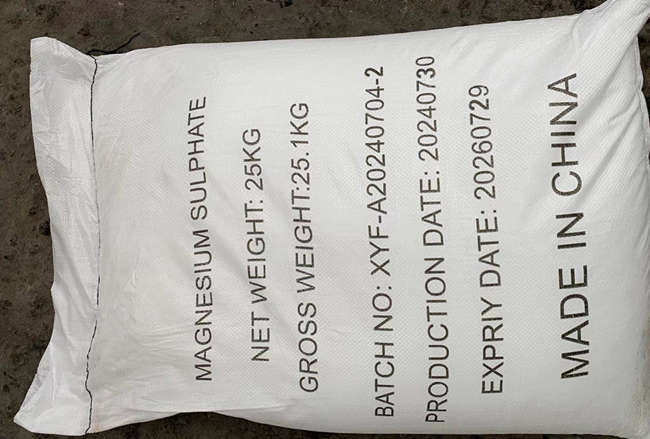 MAGNESIUM SULPHATE
NET WEIGHT: 25KG
GROSS WEIGHT:25.1KG
BATCH NO: XYF-A20240704-2
PRODUCTION DATE: 20240730
EXPRIY DATE: 20260729
MADE IN CHINA